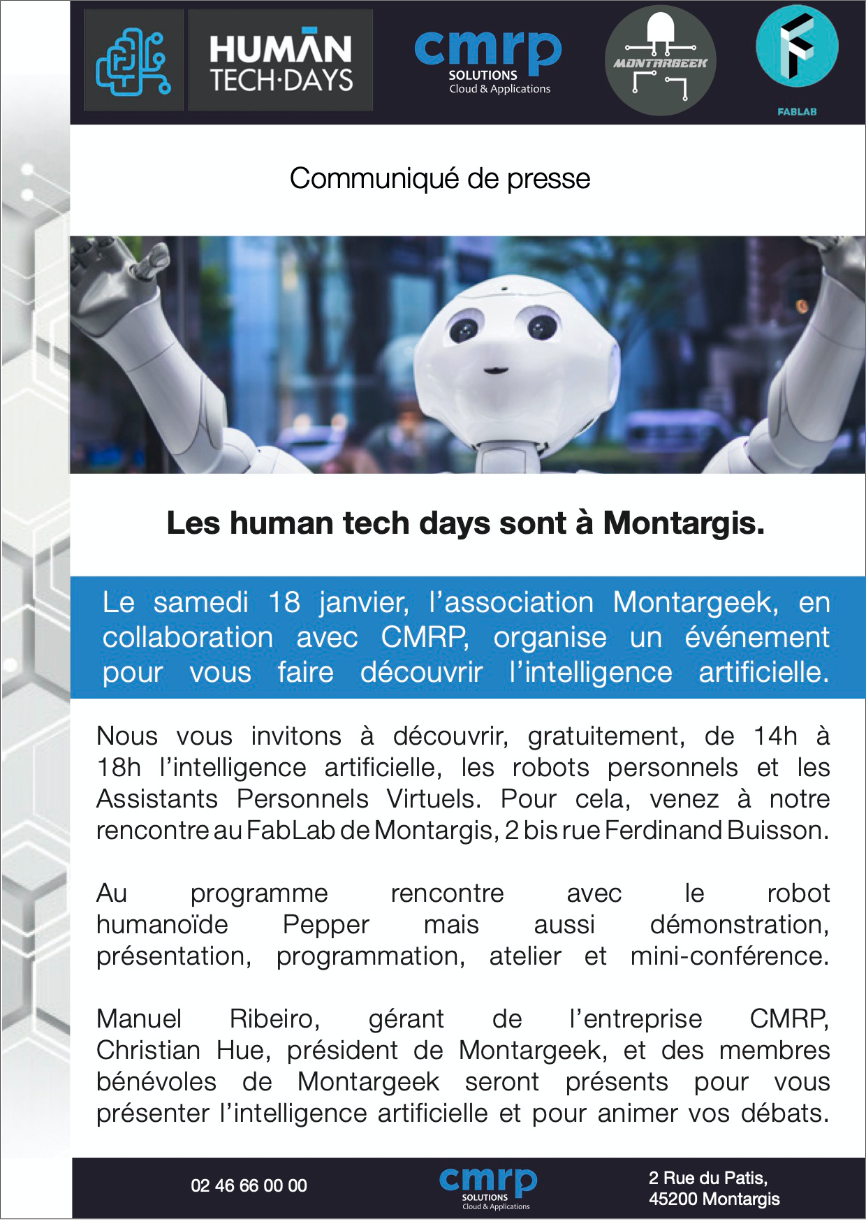 HUMAN
TECH·DAYS
cmrp
SOLUTIONS
Cloud & Applications
MONTARGEEK
FABLAB
Communiqué de presse
Les human tech days sont à Montargis.
Le samedi 18 janvier, l'association Montargeek, en
collaboration avec CMRP, organise un événement
pour vous faire découvrir l'intelligence artificielle.
Nous vous invitons à découvrir, gratuitement, de 14h à
18h l'intelligence artificielle, les robots personnels et les
Assistants Personnels Virtuels. Pour cela, venez à notre
rencontre au FabLab de Montargis, 2 bis rue Ferdinand Buisson.
Au programme rencontre avec le robot
humanoïde Pepper mais aussi démonstration,
présentation, programmation, atelier et mini-conférence.
Manuel Ribeiro, gérant de l'entreprise CMRP,
Christian Hue, président de Montargeek, et des membres
bénévoles de Montargeek seront présents pour vous
présenter l'intelligence artificielle et pour animer vos débats.
02 46 66 00 00
cmrp
SOLUTIONS
Cloud & Applications
2 Rue du Patis,
45200 Montargis